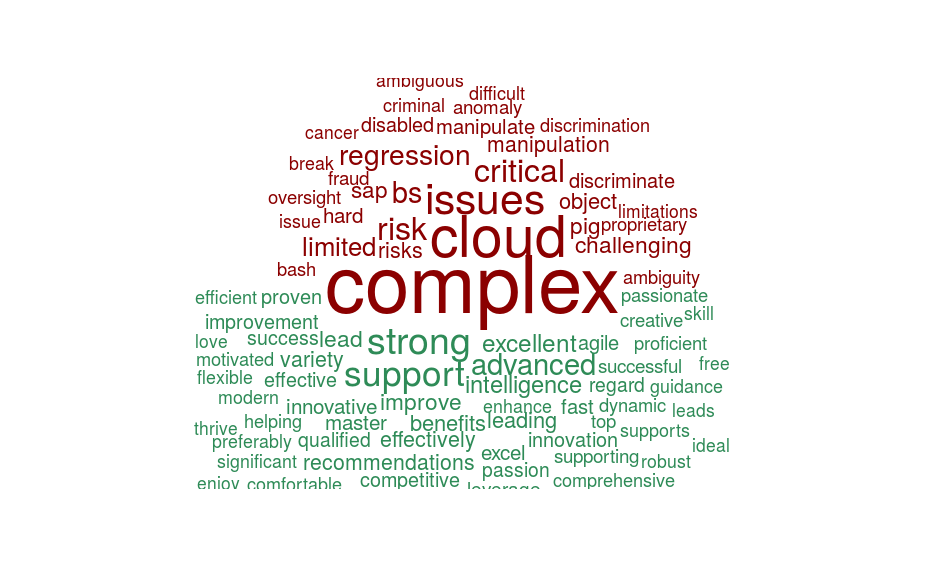 ambiguous
difficult
criminal anomaly
cancer disabled manipulate discrimination
manipulation
break regression critical
fraud sap bs issues discriminate
oversight object limitations
issue hard risk cloud pig proprietary
limited risks challenging
bash complex ambiguity
efficient proven passionate
improvement creative skill
love success lead strong excellent agile proficient
motivated variety advanced successful free
flexible effective support intelligence regard guidance
modern innovative improve enhance fast dynamic leads
thrive helping master benefits leading top supports
preferably qualified effectively innovation ideal
significant recommendations excel supporting robust
passion
enjoy comfortable competitive leverage comprehensive